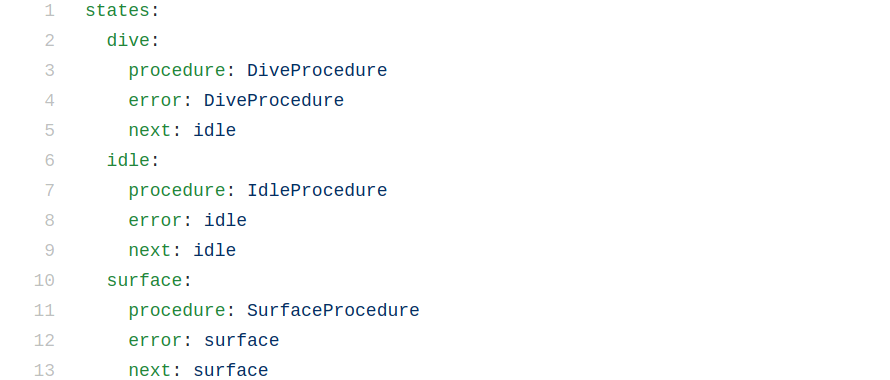 1 states:
2   dive:
3     procedure: DiveProcedure
4     error: DiveProcedure
5     next: idle
6   idle:
7     procedure: IdleProcedure
8     error: idle
9     next: idle
10   surface:
11     procedure: SurfaceProcedure
12     error: surface
13     next: surface